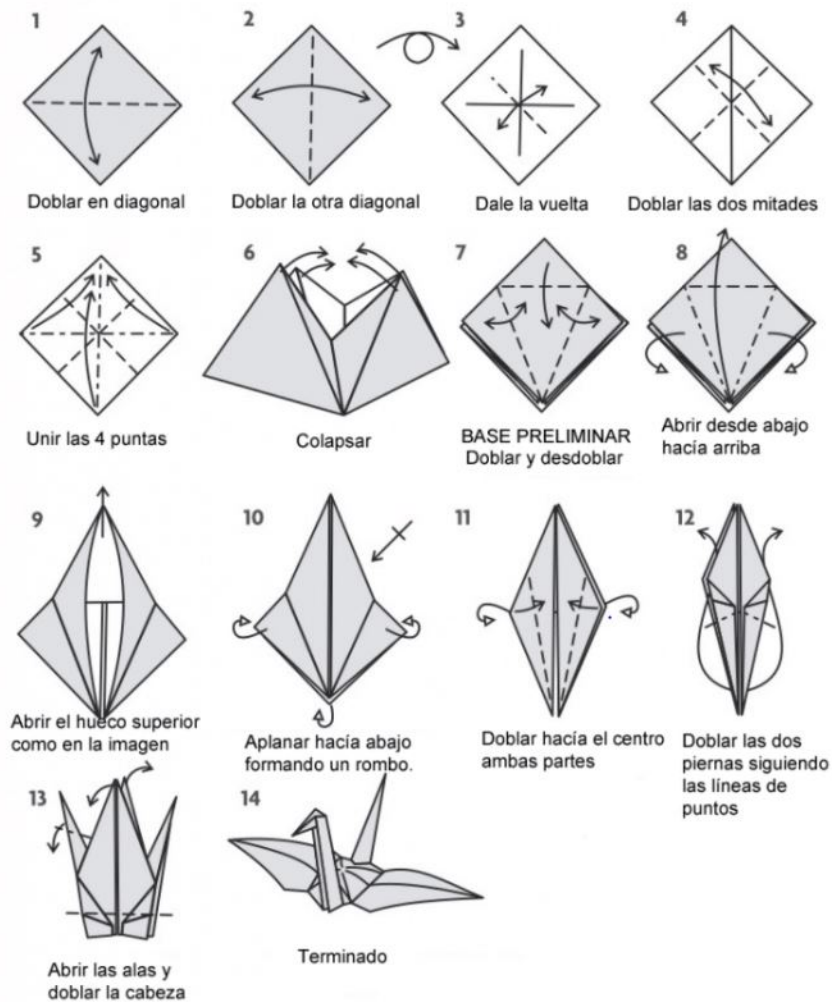 1
Doblar en diagonal
2
Doblar la otra diagonal
3
Dale la vuelta
4
Doblar las dos mitades
5
Unir las 4 puntas
6
Colapsar
7
BASE PRELIMINAR
Doblar y desdoblar
8
Abrir desde abajo
hacía arriba
9
Abrir el hueco superior
como en la imagen
10
Aplanar hacía abajo
formando un rombo.
11
Doblar hacía el centro
ambas partes
12
Doblar las dos
piernas siguiendo
las líneas de
puntos
13
Abrir las alas y
doblar la cabeza
14
Terminado